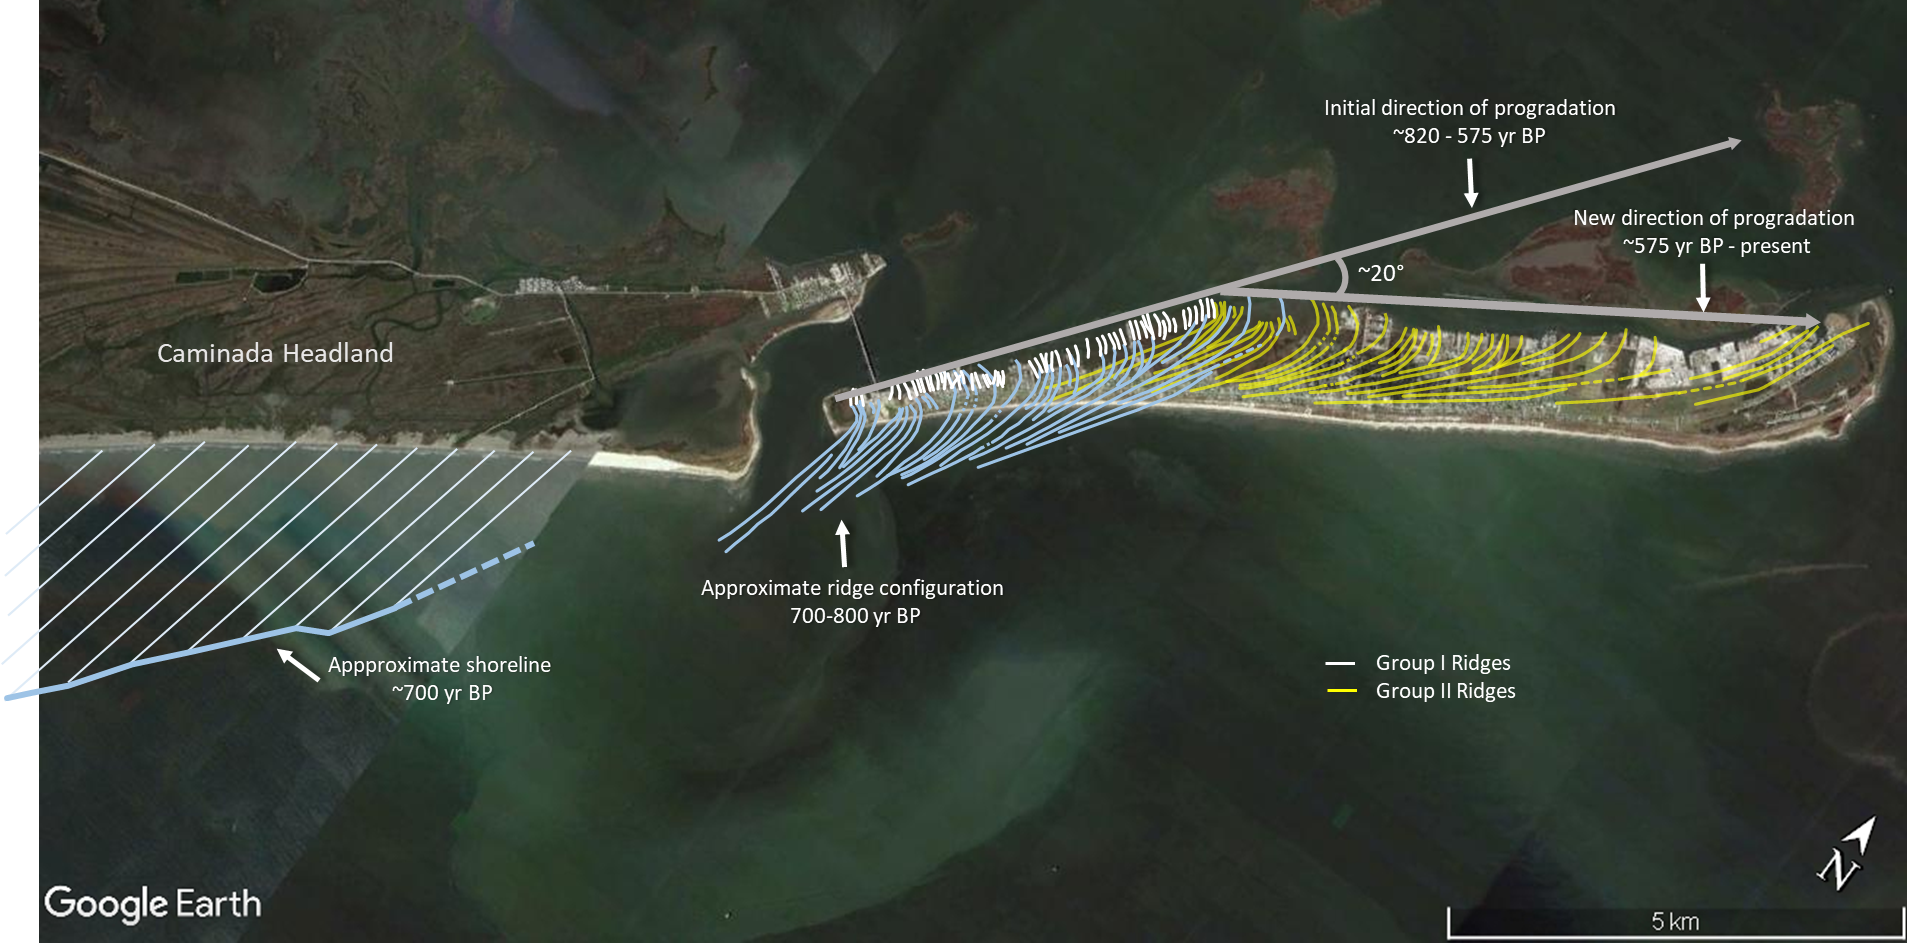 Initial direction of progradation
~820 - 575 yr BP
New direction of progradation
~575 yr BP - present
~20°
Caminada Headland
Approximate ridge configuration
700-800 yr BP
Appproximate shoreline
~700 yr BP
Group I Ridges
Group II Ridges
N
Google Earth
5 km